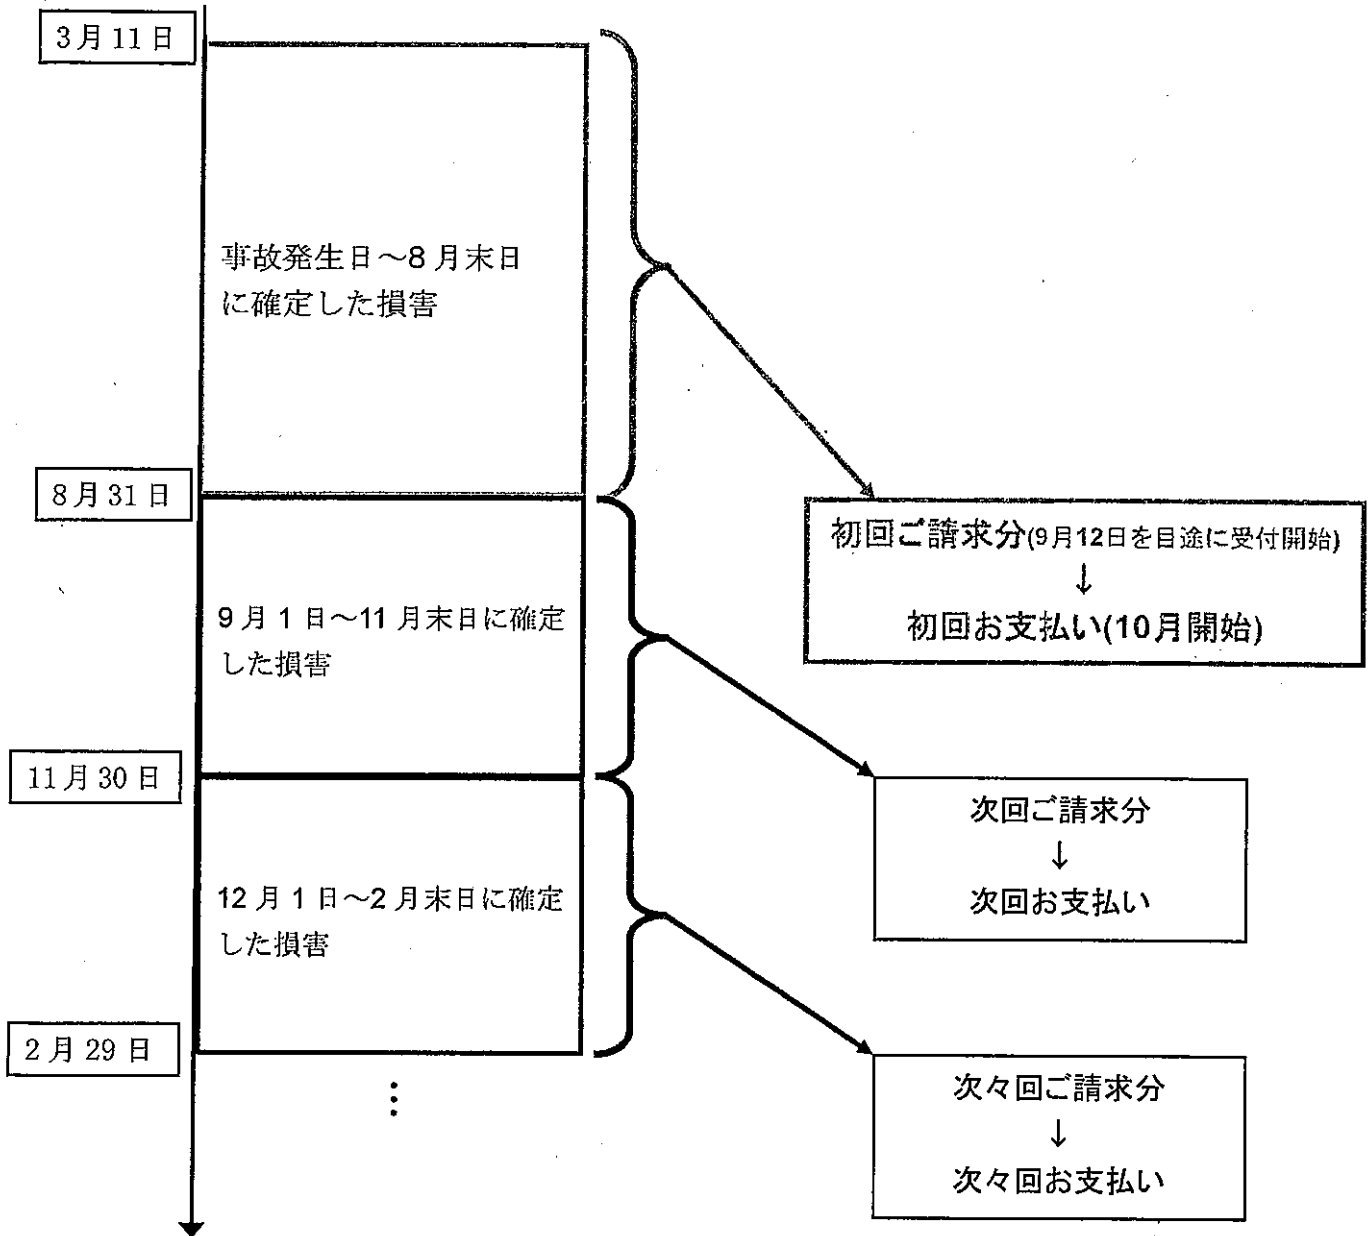 3月11日
事故発生日～8月末日
に確定した損害
8月31日
初回ご請求分(9月12日を目途に受付開始)
↓
初回お支払い(10月開始)
9月1日～11月末日に確定
した損害
11月30日
次回ご請求分
↓
次回お支払い
12月1日～2月末日に確定
した損害
2月29日
⋮
次々回ご請求分
↓
次々回お支払い